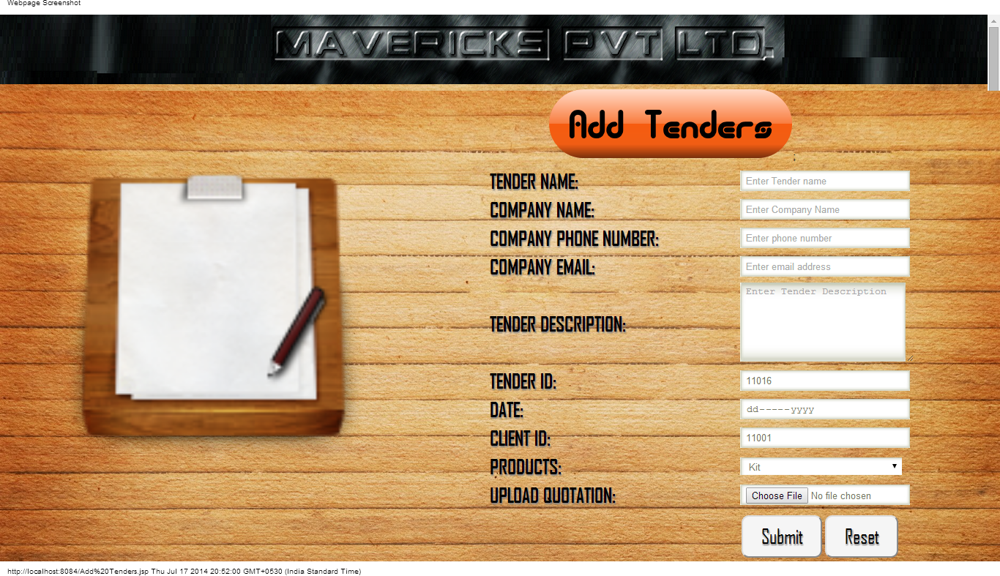 Webpage Screenshot
MAVERICKS PVT LTD.
Add Tenders
:
TENDER NAME: Enter Tender name
COMPANY NAME: Enter Company Name
COMPANY PHONE NUMBER: Enter phone number
COMPANY EMAIL: Enter email address
Enter Tender Description
TENDER DESCRIPTION:
TENDER ID: 11016
DATE: dd-----yyyy
CLIENT ID: 11001
PRODUCTS: Kit
UPLOAD QUOTATION: Choose File No file chosen
Submit Reset
http://localhost:8084/Add%20Tenders.jsp Thu Jul 17 2014 20:52:00 GMT+0530 (India Standard Time)